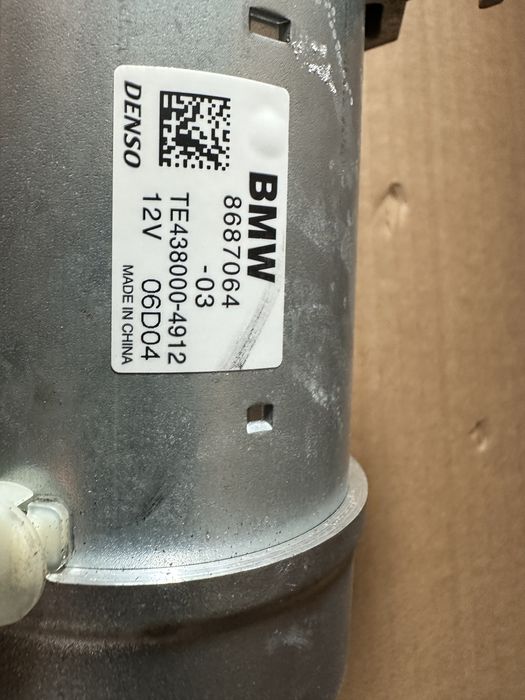 BMW
8687064
-03
TE438000-4912
12V 06D04
DENSO MADE IN CHINA